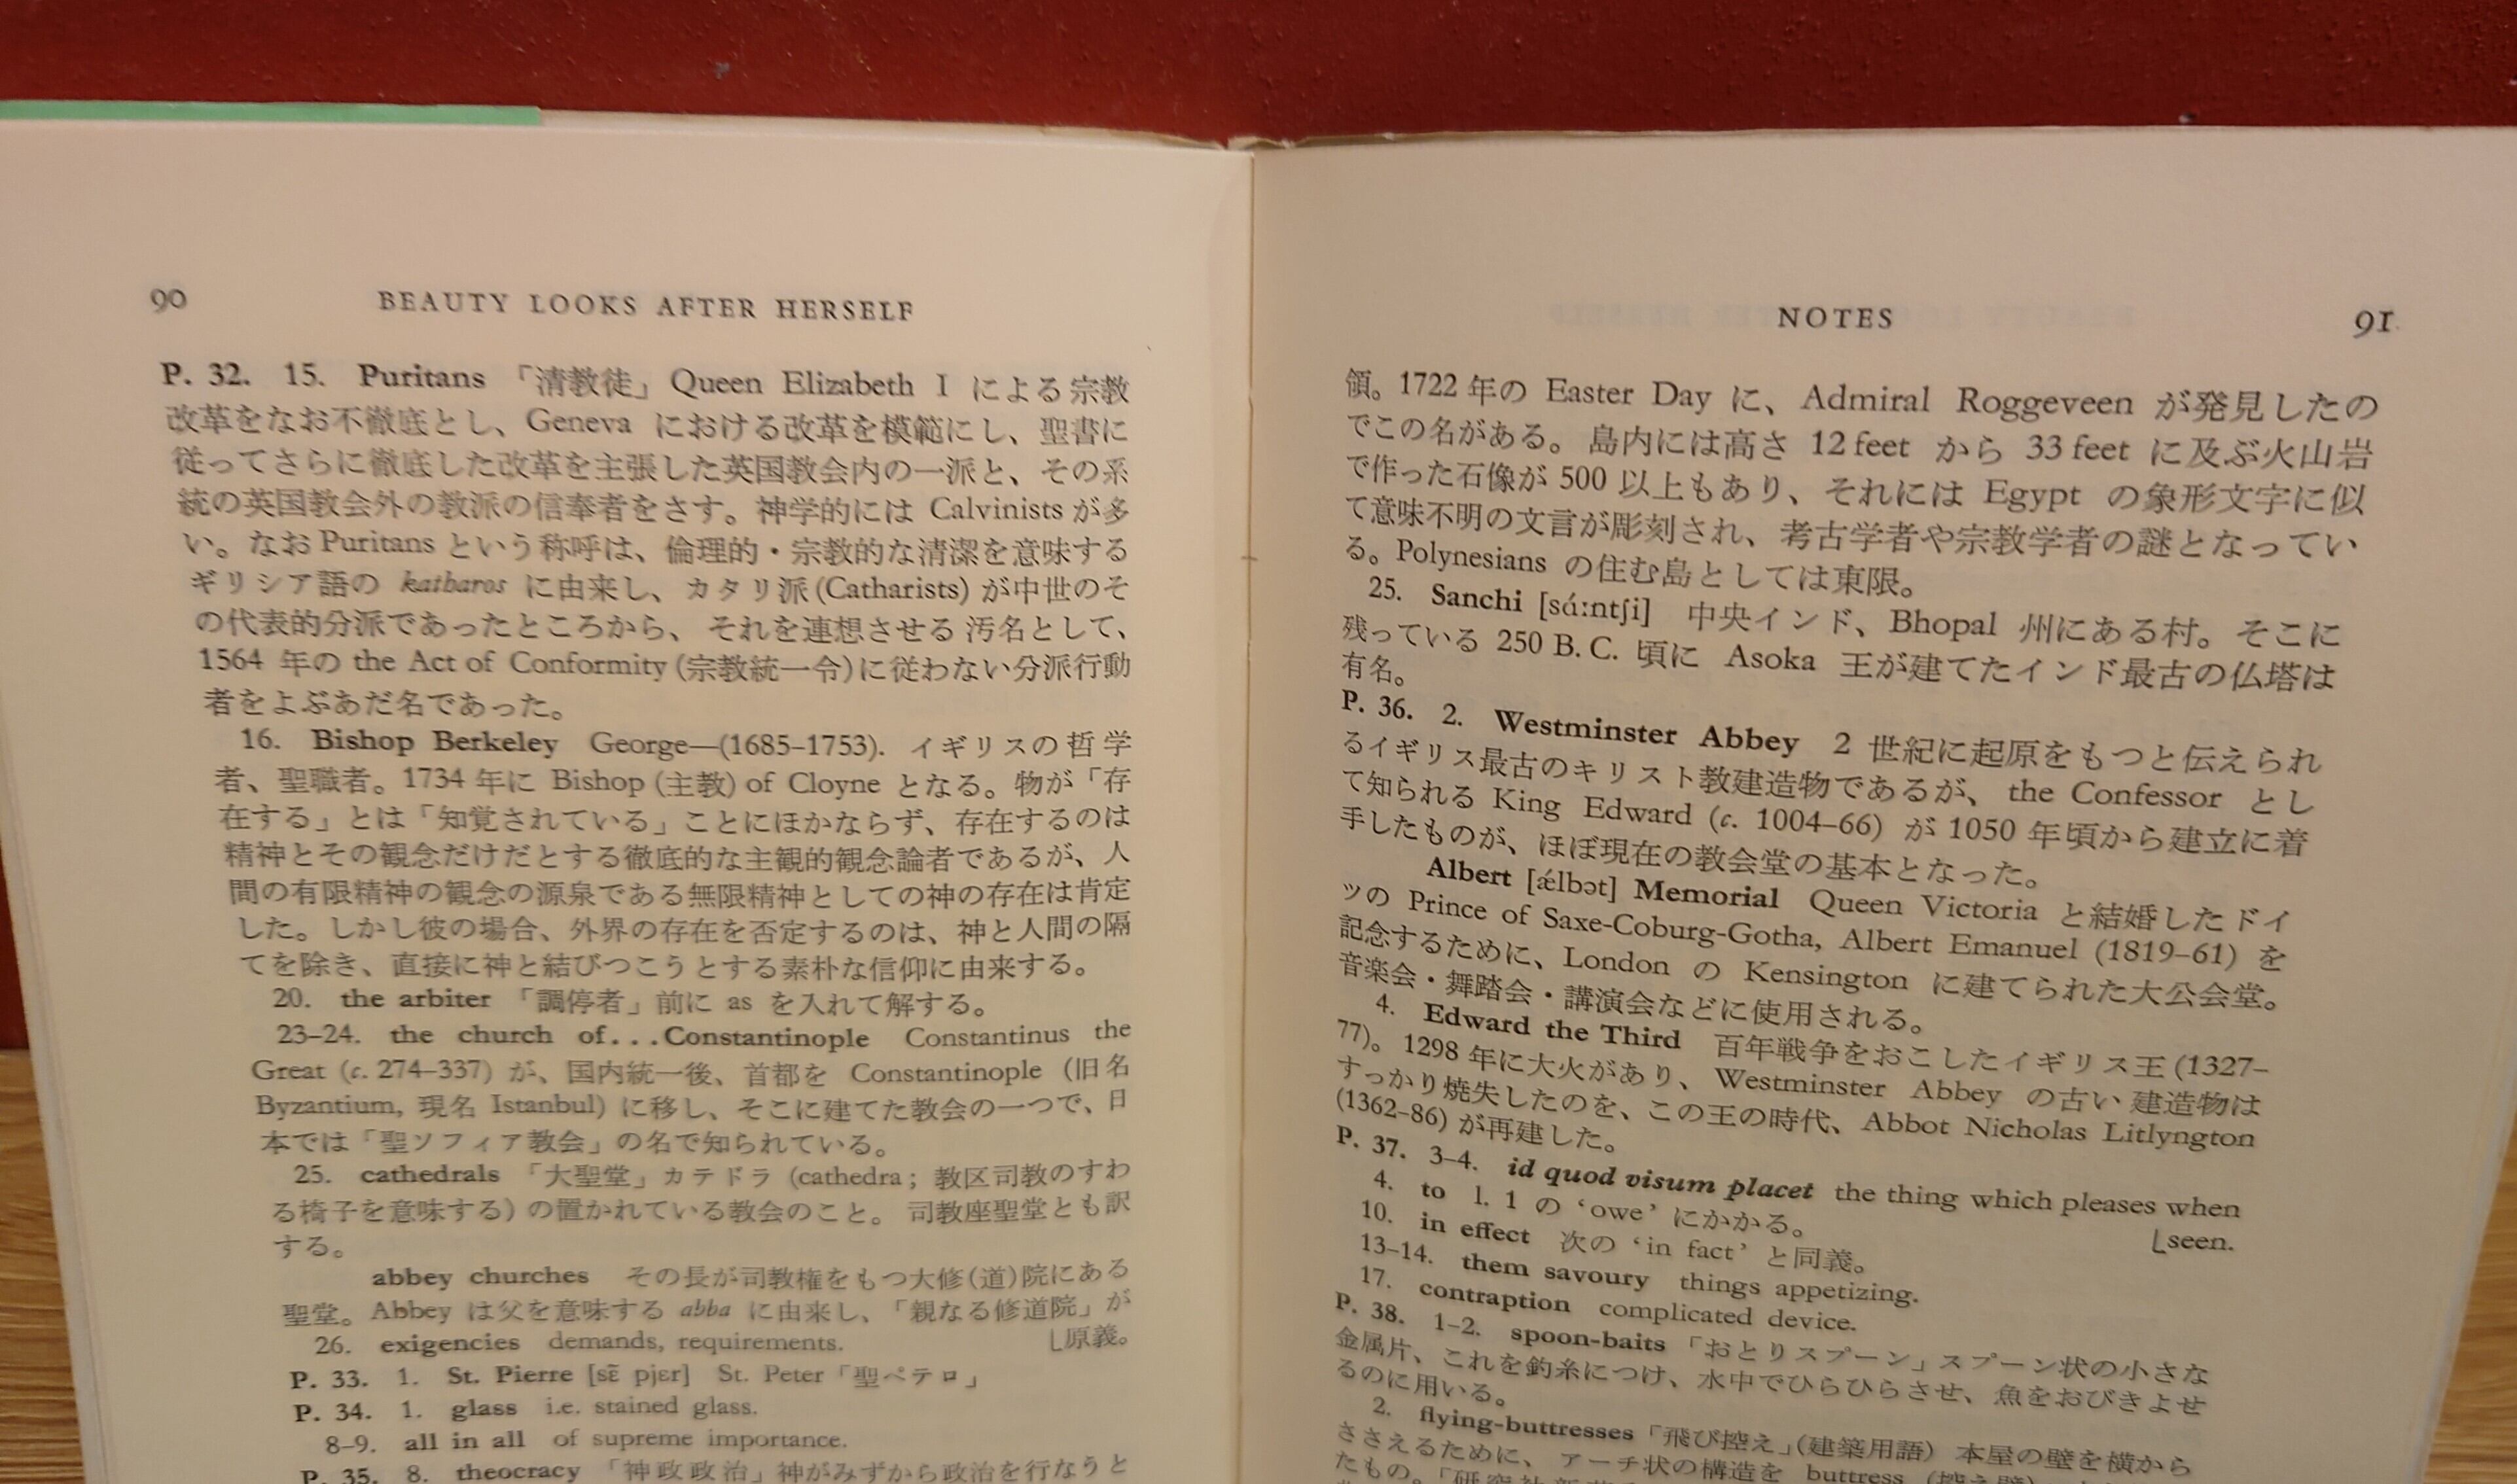 90
BEAUTY LOOKS AFTER HERSELF
P. 32. 15. Puritans 「清教徒」 Queen Elizabeth I による宗教
改革をなお不徹底とし、Geneva における改革を模範にし、聖書に
従ってさらに徹底した改革を主張した英国教会内の一派と、その系
統の英国教会外の教派の信奉者をさす。神学的には Calvinists が多
い。なお Puritans という称呼は、倫理的・宗教的な清潔を意味する
ギリシア語の katharos に由来し、カタリ派 (Catharists) が中世のそ
の代表的分派であったところから、それを連想させる汚名として、
1564 年の the Act of Conformity (宗教統一令) に従わない分派行動
者をよぶあだ名であった。
16. Bishop Berkeley George—(1685–1753). イギリスの哲学
者、聖職者。1734 年に Bishop (主教) of Cloyne となる。物が「存
在する」とは「知覚されている」ことにほかならず、存在するのは
精神とその観念だけだとする徹底的な主観的観念論者であるが、人
間の有限精神の観念の源泉である無限精神としての神の存在は肯定
した。しかし彼の場合、外界の存在を否定するのは、神と人間の隔
てを除き、直接に神と結びつこうとする素朴な信仰に由来する。
20. the arbiter 「調停者」前に as を入れて解する。
23–24. the church of...Constantinople Constantinus the
Great (c. 274–337) が、国内統一後、首都を Constantinople (旧名
Byzantium, 現名 Istanbul) に移し、そこに建てた教会の一つで、日
本では「聖ソフィア教会」の名で知られている。
25. cathedrals 「大聖堂」カテドラ (cathedra; 教区司教のすわ
る椅子を意味する) の置かれている教会のこと。司教座聖堂とも訳
する。
abbey churches その長が司教権をもつ大修(道)院にある
聖堂。Abbey は父を意味する abba に由来し、「親なる修道院」が
26. exigencies demands, requirements. ⎣原義。
P. 33. 1. St. Pierre [sɛ̃ pjɛr] St. Peter「聖ペテロ」
P. 34. 1. glass i.e. stained glass.
8–9. all in all of supreme importance.
P. 35. 8. theocracy 「神政政治」神がみずから政治を行なうと
NOTES
91
領。1722 年の Easter Day に、Admiral Roggeveen が発見したの
でこの名がある。島内には高さ 12 feet から 33 feet に及ぶ火山岩
で作った石像が 500 以上もあり、それには Egypt の象形文字に似
て意味不明の文言が彫刻され、考古学者や宗教学者の謎となってい
る。Polynesians の住む島としては東限。
25. Sanchi [sɑ́ːntʃi] 中央インド、Bhopal 州にある村。そこに
残っている 250 B.C. 頃に Asoka 王が建てたインド最古の仏塔は
有名。
P. 36. 2. Westminster Abbey 2 世紀に起原をもつと伝えられ
るイギリス最古のキリスト教建造物であるが、the Confessor とし
て知られる King Edward (c. 1004–66) が 1050 年頃から建立に着
手したものが、ほぼ現在の教会堂の基本となった。
Albert [ǽlbət] Memorial Queen Victoria と結婚したドイ
ツの Prince of Saxe-Coburg-Gotha, Albert Emanuel (1819–61) を
記念するために、London の Kensington に建てられた大公会堂。
音楽会・舞踏会・講演会などに使用される。
4. Edward the Third 百年戦争をおこしたイギリス王 (1327–
77)。1298 年に大火があり、Westminster Abbey の古い建造物は
すっかり焼失したのを、この王の時代、Abbot Nicholas Litlyngton
(1362–86) が再建した。
P. 37. 3–4. id quod visum placet the thing which pleases when
4. to l. 1 の ‘owe’ にかかる。 ⎣seen.
10. in effect 次の ‘in fact’ と同義。
13–14. them savoury things appetizing.
17. contraption complicated device.
P. 38. 1–2. spoon-baits 「おとりスプーン」スプーン状の小さな
金属片、これを釣糸につけ、水中でひらひらさせ、魚をおびきよせ
るのに用いる。
2. flying-buttresses「飛び控え」(建築用語) 本屋の壁を横から
ささえるために、アーチ状の構造を buttress (控え壁)
たもの。